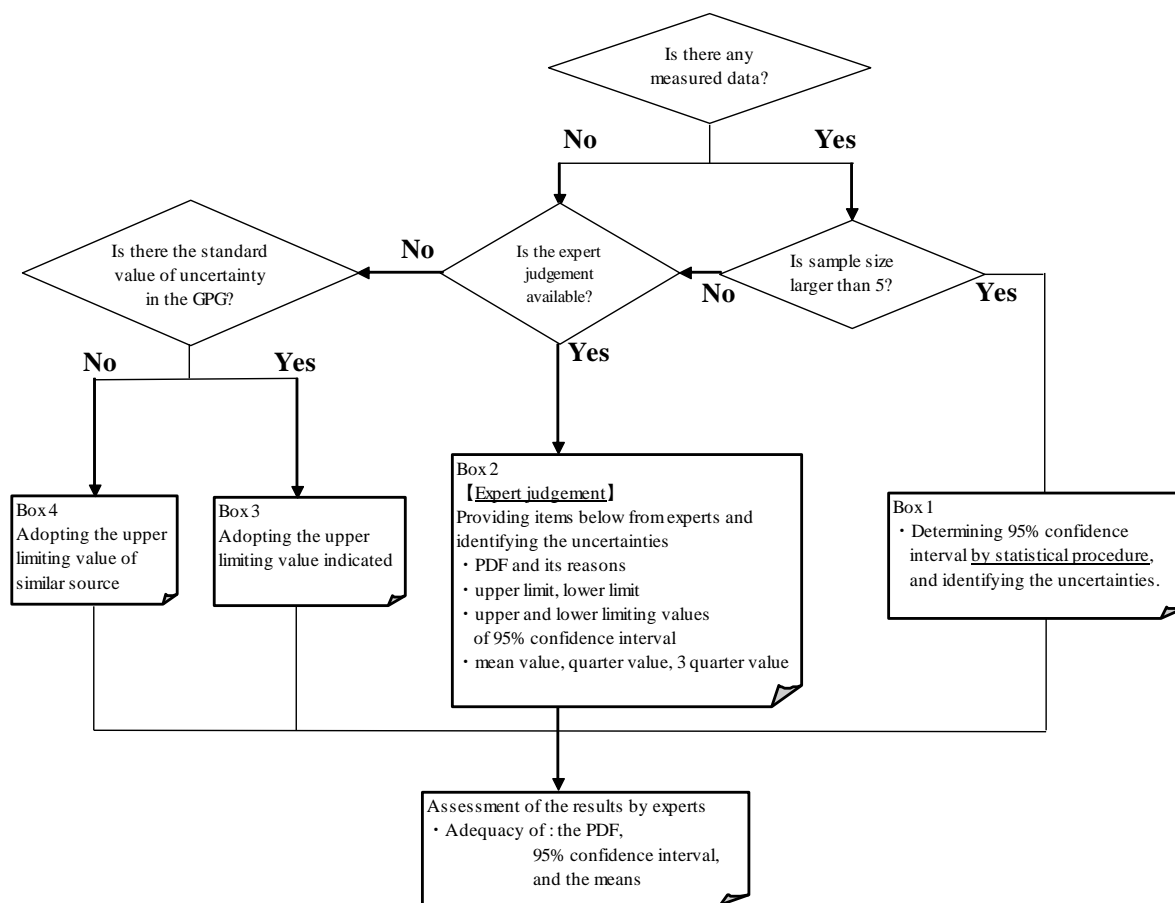 Is there any
measured data?
No
Yes
Is there the standard
value of uncertainty
in the GPG?
No
Is the expert
judgement
available?
No
Is sample size
larger than 5?
Yes
No
Yes
Yes
Box 4
Adopting the upper
limiting value of
similar source
Box 3
Adopting the upper
limiting value indicated
Box 2
【Expert judgement】
Providing items below from experts and
identifying the uncertainties
・PDF and its reasons
・upper limit, lower limit
・upper and lower limiting values
of 95% confidence interval
・mean value, quarter value, 3 quarter value
Box 1
・Determining 95% confidence
interval by statistical procedure,
and identifying the uncertainties.
Assessment of the results by experts
・Adequacy of : the PDF,
95% confidence interval,
and the means